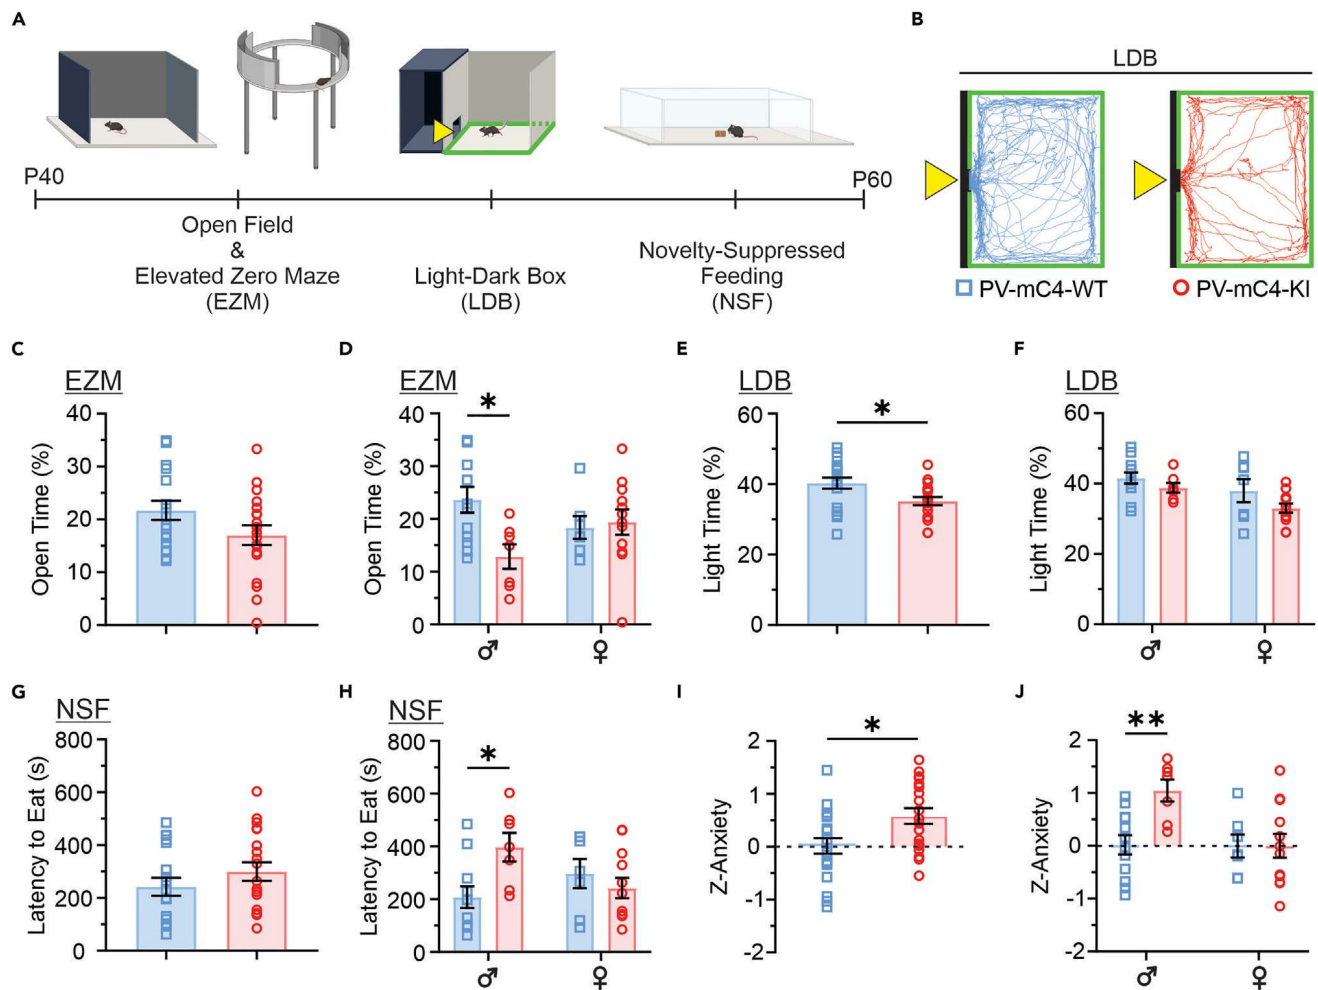 A
B
P40
P60
Open Field
&
Elevated Zero Maze
(EZM)
Light-Dark Box
(LDB)
Novelty-Suppressed
Feeding
(NSF)
LDB
PV-mC4-WT
PV-mC4-KI
C
EZM
Open Time (%)
40
30
20
10
0
D
EZM
Open Time (%)
40
30
20
10
0
*
♂ ♀
E
LDB
Light Time (%)
60
40
20
0
*
F
LDB
Light Time (%)
60
40
20
0
♂ ♀
G
NSF
Latency to Eat (s)
800
600
400
200
0
H
NSF
Latency to Eat (s)
800
600
400
200
0
*
♂ ♀
I
Z-Anxiety
2
1
0
-1
-2
*
J
Z-Anxiety
2
1
0
-1
-2
**
♂ ♀